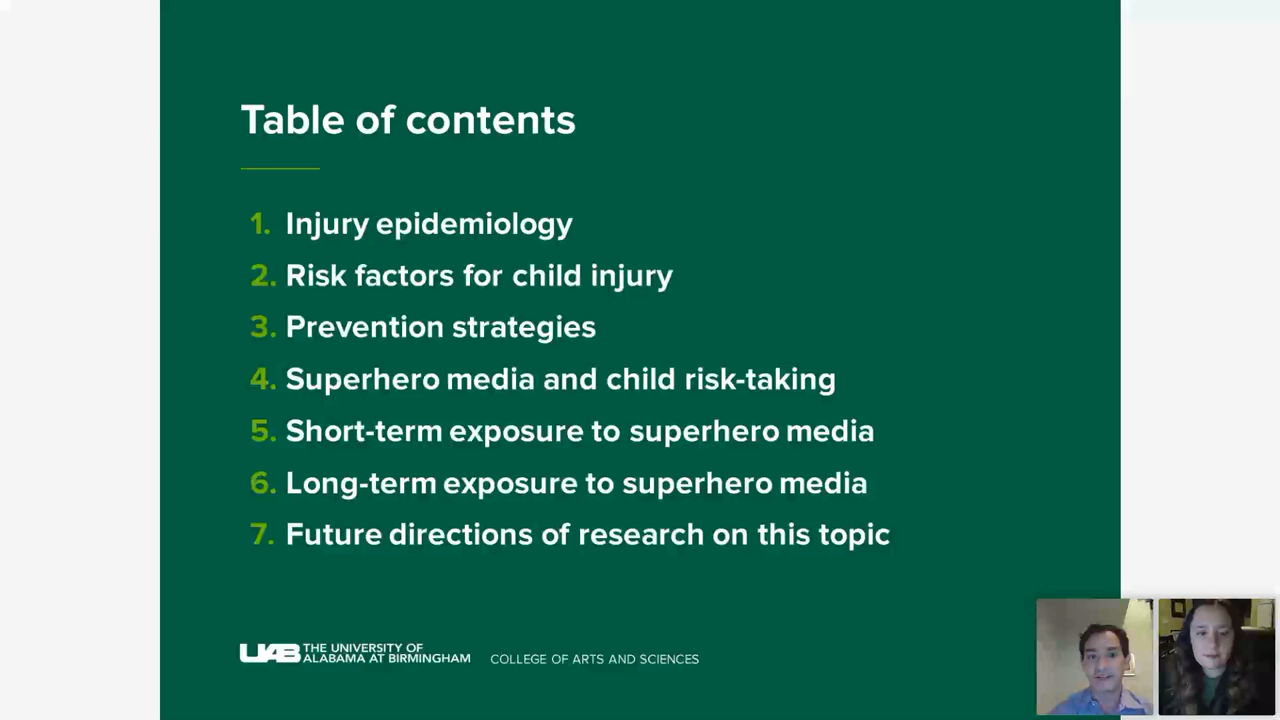 Table of contents
1. Injury epidemiology
2. Risk factors for child injury
3. Prevention strategies
4. Superhero media and child risk-taking
5. Short-term exposure to superhero media
6. Long-term exposure to superhero media
7. Future directions of research on this topic
UAB THE UNIVERSITY OF
ALABAMA AT BIRMINGHAM
COLLEGE OF ARTS AND SCIENCES